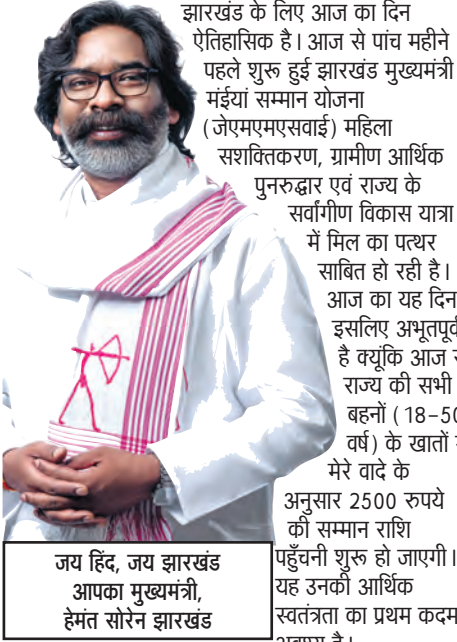 झारखंड के लिए आज का दिन
ऐतिहासिक है। आज से पांच महीने
पहले शुरू हुई झारखंड मुख्यमंत्री
मंईयां सम्मान योजना
(जेएमएमएसवाई) महिला
सशक्तिकरण, ग्रामीण आर्थिक
पुनरुद्धार एवं राज्य के
सर्वांगीण विकास यात्रा
में मिल का पत्थर
साबित हो रही है।
आज का यह दिन
इसलिए
है क्यूंकि आज
राज्य की सभी
बहनों (18-50
वर्ष) के खातों
मेरे वादे के
अनुसार 2500 रुपये
की सम्मान राशि
पहुँचनी शुरू हो जाएगी।
यह उनकी आर्थिक
स्वतंत्रता का प्रथम कदम
जय हिंद, जय झारखंड
आपका मुख्यमंत्री,
हेमंत सोरेन झारखंड